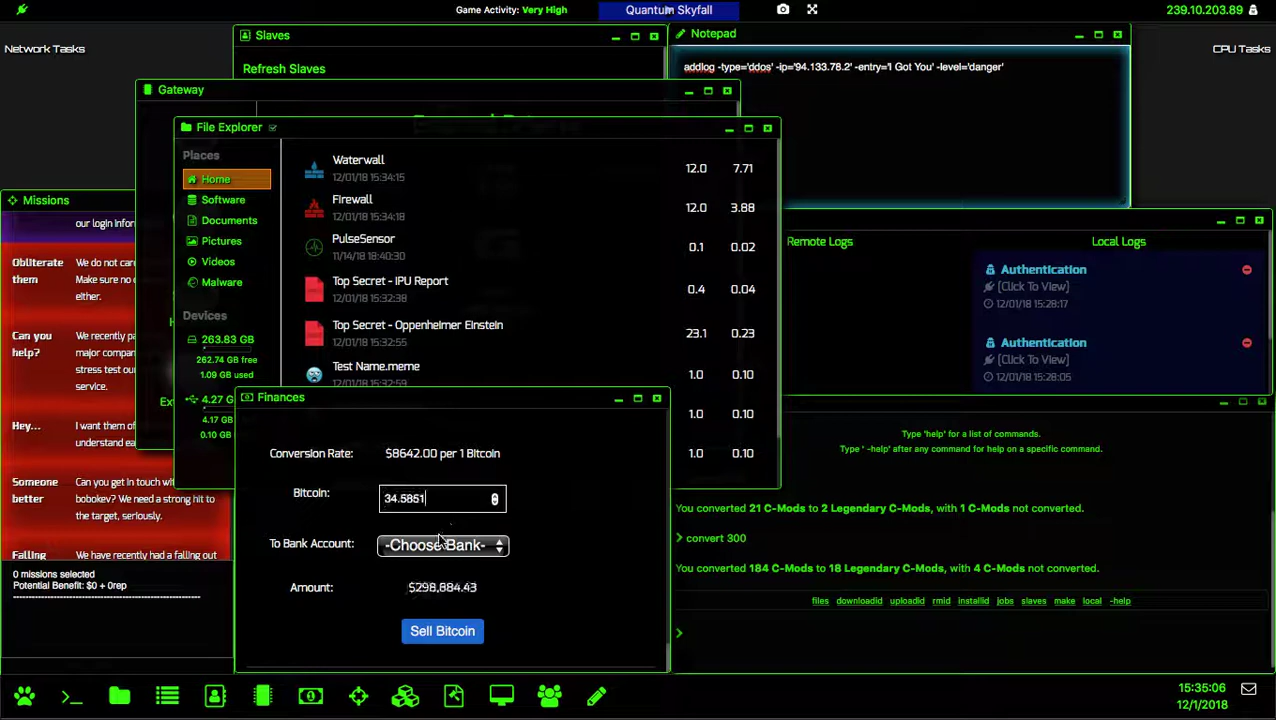 Game Activity: Very High
Quantum Skyfall
239.10.203.89
Network Tasks
CPU Tasks
Slaves
Refresh Slaves
Notepad
addlog -type='ddos' -ip='94.133.78.2' -entry='I Got You' -level='danger'
Gateway
File Explorer
Places
Home
Software
Documents
Pictures
Videos
Malware
Devices
263.83 GB
262.74 GB free
1.09 GB used
4.27 G
4.17 GB
0.10 GB
Waterwall 12.0 7.71
12/01/18 15:34:15
Firewall 12.0 3.88
12/01/18 15:34:18
PulseSensor 0.1 0.02
11/14/18 18:40:30
Top Secret - IPU Report 0.4 0.04
12/01/18 15:32:38
Top Secret - Oppenheimer Einstein 23.1 0.23
12/01/18 15:32:55
Test Name.meme 1.0 0.10
12/01/18 15:32:59
1.0 0.10
1.0 0.10
Missions
our login infor
Obliterate them
We do not care
Make sure no e
either.
Can you help?
We recently pa
major compan
stress test our
service.
Hey...
I want them of
understand ea
Someone better
Can you get in touch wi
bobokev? We need a strong hit to
the target, seriously.
Falling
We have recently had a falling out
0 missions selected
Potential Benefit: $0 + 0rep
Remote Logs
Local Logs
Authentication
[Click To View]
12/01/18 15:28:17
Authentication
[Click To View]
12/01/18 15:28:05
Finances
Conversion Rate: $8642.00 per 1 Bitcoin
Bitcoin: 34.5851
To Bank Account: -Choose Bank-
Amount: $298,884.43
Sell Bitcoin
Type 'help' for a list of commands.
Type ' -help' after any command for help on a specific command.
You converted 21 C-Mods to 2 Legendary C-Mods, with 1 C-Mods not converted.
> convert 300
You converted 184 C-Mods to 18 Legendary C-Mods, with 4 C-Mods not converted.
files downloadid uploadid rmid installid jobs slaves make local -help
>
15:35:06
12/1/2018